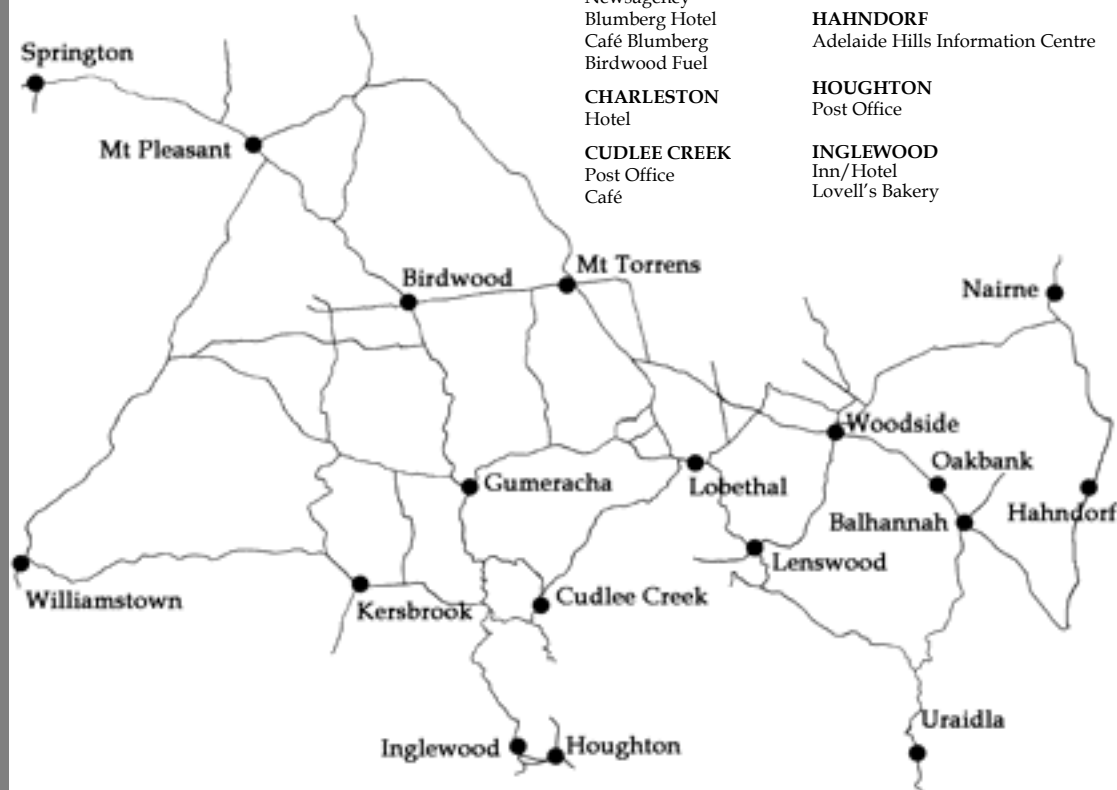 Newsagency
Blumberg Hotel
Café Blumberg
Birdwood Fuel
CHARLESTON
Hotel
CUDLEE CREEK
Post Office
Café
HAHNDORF
Adelaide Hills Information Centre
HOUGHTON
Post Office
INGLEWOOD
Inn/Hotel
Lovell's Bakery
Springton
Mt Pleasant
Birdwood
Mt Torrens
Nairne
Woodside
Oakbank
Gumeracha
Lobethal
Balhannah
Hahndorf
Lenswood
Williamstown
Kersbrook
Cudlee Creek
Uraidla
Inglewood
Houghton